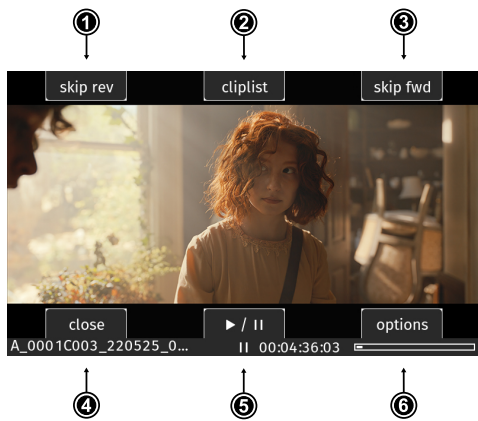 1 2 3
skip rev cliplist skip fwd
close ▶ / II options
A_0001C003_220525_0... II 00:04:36:03
4 5 6